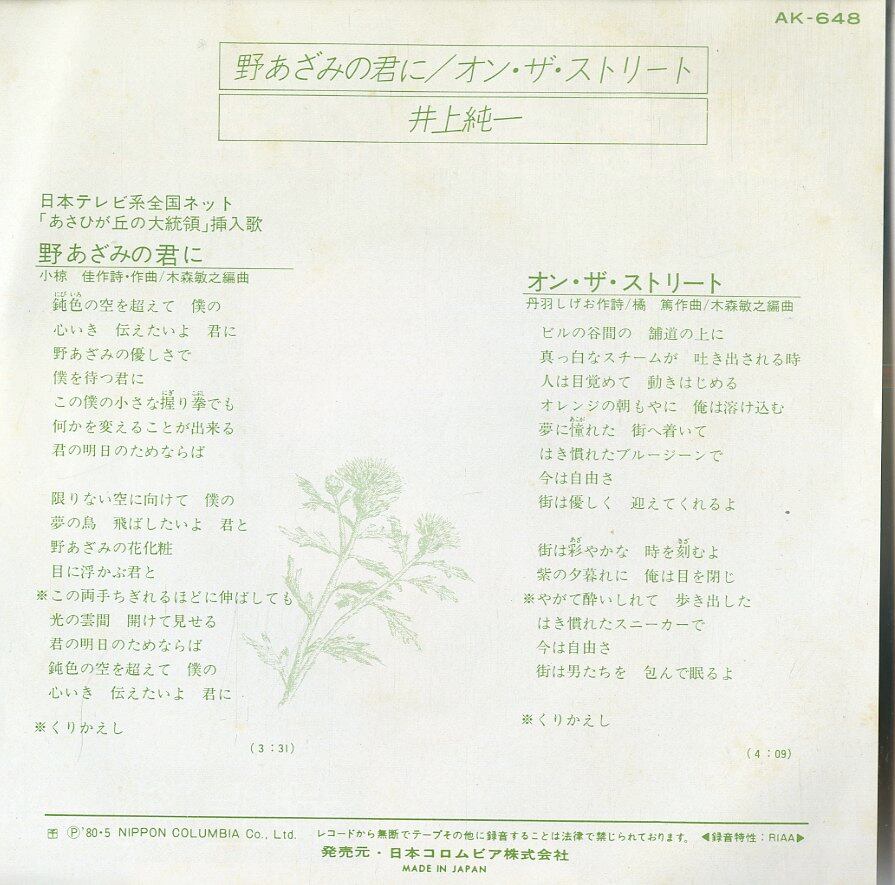 AK-648
野あざみの君に/オン・ザ・ストリート
井上純一
日本テレビ系全国ネット
「あさひが丘の大統領」挿入歌
野あざみの君に
小椋 佳作詩・作曲/木森敏之編曲
鈍色の空を超えて 僕の
心いき 伝えたいよ 君に
野あざみの優しさで
僕を待つ君に
この僕の小さな握り拳でも
何かを変えることが出来る
君の明日のためならば
限りない空に向けて 僕の
夢の鳥 飛ばしたいよ 君と
野あざみの花化粧
目に浮かぶ君と
※この両手ちぎれるほどに伸ばしても
光の雲間 開けて見せる
君の明日のためならば
鈍色の空を超えて 僕の
心いき 伝えたいよ 君に
※くりかえし
(3:31)
オン・ザ・ストリート
丹羽しげお作詩/橘 篤作曲/木森敏之編曲
ビルの谷間の 舗道の上に
真っ白なスチームが 吐き出される時
人は目覚めて 動きはじめる
オレンジの朝もやに 俺は溶け込む
夢に憧れた 街へ着いて
はき慣れたブルージーンで
今は自由さ
街は優しく 迎えてくれるよ
街は彩やかな 時を刻むよ
紫の夕暮れに 俺は目を閉じ
※やがて酔いしれて 歩き出した
はき慣れたスニーカーで
今は自由さ
街は男たちを 包んで眠るよ
※くりかえし
(4:09)
Ⓟ'80・5 NIPPON COLUMBIA Co., Ltd. レコードから無断でテープその他に録音することは法律で禁じられております。 ◀録音特性:RIAA▶
発売元・日本コロムビア株式会社
MADE IN JAPAN